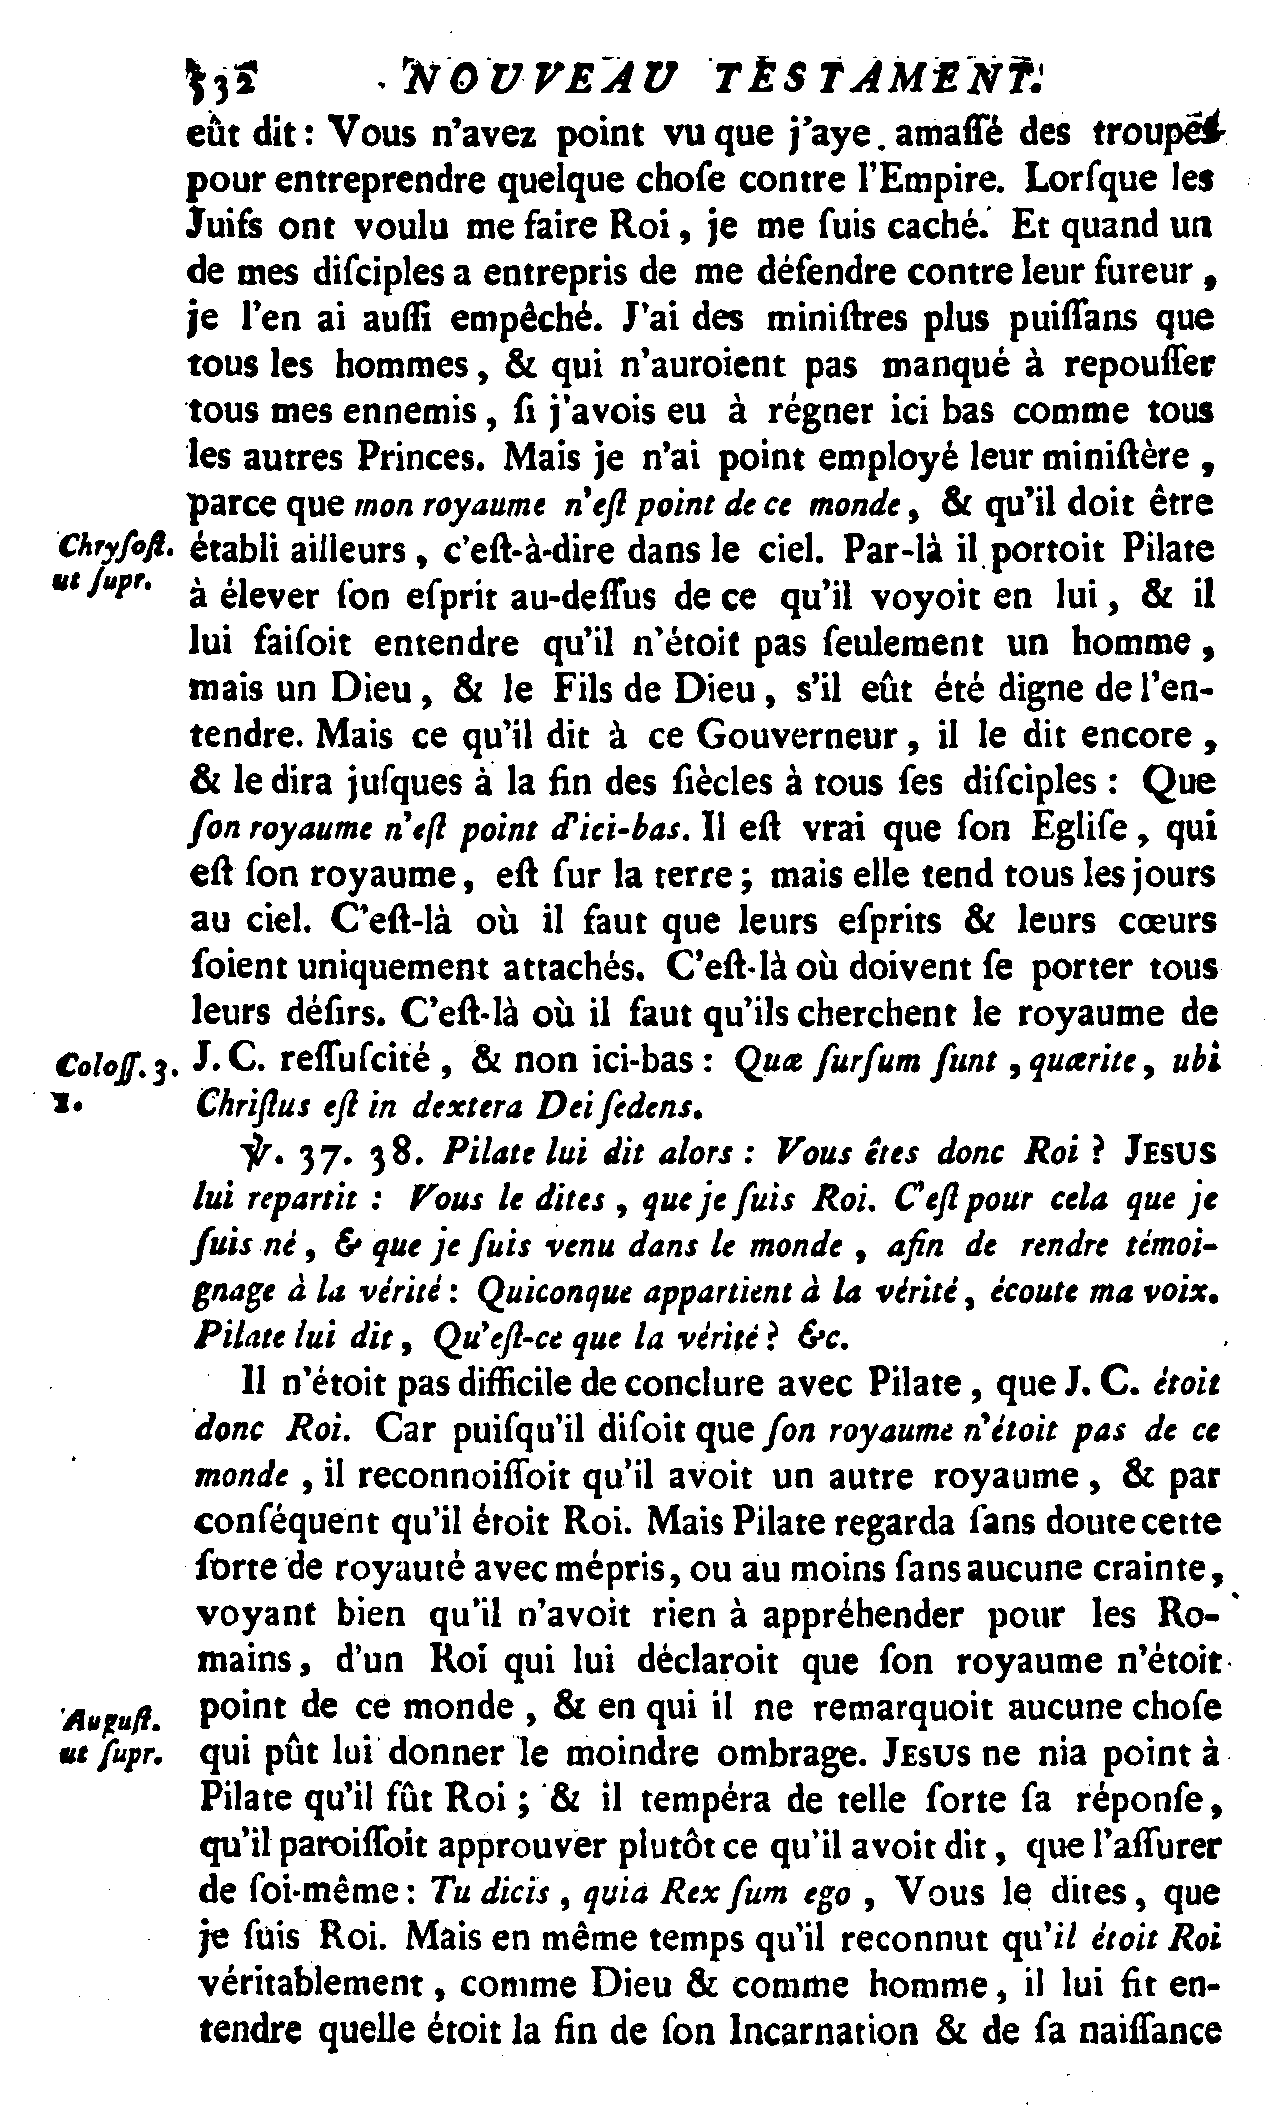 532 NOUVEAU TESTAMENT.
eût dit : Vous n'avez point vu que j'aye amaſſé des troupes
pour entreprendre quelque choſe contre l'Empire. Lorſque les
Juifs ont voulu me faire Roi, je me ſuis caché. Et quand un
de mes diſciples a entrepris de me défendre contre leur fureur,
je l'en ai auſſi empêché. J'ai des miniſtres plus puiſſans que
tous les hommes, & qui n'auroient pas manqué à repouſſer
tous mes ennemis, ſi j'avois eu à régner ici bas comme tous
les autres Princes. Mais je n'ai point employé leur miniſtère,
parce que mon royaume n'eſt point de ce monde, & qu'il doit être
Chryſoſt. établi ailleurs, c'eſt-à-dire dans le ciel. Par-là il portoit Pilate
ut ſupr. à élever ſon eſprit au-deſſus de ce qu'il voyoit en lui, & il
lui faiſoit entendre qu'il n'étoit pas ſeulement un homme,
mais un Dieu, & le Fils de Dieu, s'il eût été digne de l'en-
tendre. Mais ce qu'il dit à ce Gouverneur, il le dit encore,
& le dira juſques à la fin des ſiècles à tous ſes diſciples : Que
ſon royaume n'eſt point d'ici-bas. Il eſt vrai que ſon Egliſe, qui
eſt ſon royaume, eſt ſur la terre ; mais elle tend tous les jours
au ciel. C'eſt-là où il faut que leurs eſprits & leurs cœurs
ſoient uniquement attachés. C'eſt-là où doivent ſe porter tous
leurs déſirs. C'eſt-là où il faut qu'ils cherchent le royaume de
Coloſſ. 3. J. C. reſſuſcité, & non ici-bas : Quæ ſurſum ſunt, quærite, ubi
1. Chriſtus eſt in dextera Dei ſedens.
℣. 37. 38. Pilate lui dit alors : Vous êtes donc Roi ? JESUS
lui repartit : Vous le dites, que je ſuis Roi. C'eſt pour cela que je
ſuis né, & que je ſuis venu dans le monde, afin de rendre témoi-
gnage à la vérité : Quiconque appartient à la vérité, écoute ma voix.
Pilate lui dit, Qu'eſt-ce que la vérité ? &c.
Il n'étoit pas difficile de conclure avec Pilate, que J. C. étoit
donc Roi. Car puiſqu'il diſoit que ſon royaume n'étoit pas de ce
monde, il reconnoiſſoit qu'il avoit un autre royaume, & par
conſéquent qu'il étoit Roi. Mais Pilate regarda ſans doute cette
ſorte de royauté avec mépris, ou au moins ſans aucune crainte,
voyant bien qu'il n'avoit rien à appréhender pour les Ro-
mains, d'un Roi qui lui déclaroit que ſon royaume n'étoit
Auguſt. point de ce monde, & en qui il ne remarquoit aucune choſe
ut ſupr. qui pût lui donner le moindre ombrage. JESUS ne nia point à
Pilate qu'il fût Roi ; & il tempéra de telle ſorte ſa réponſe,
qu'il paroiſſoit approuver plutôt ce qu'il avoit dit, que l'aſſurer
de ſoi-même : Tu dicis, quia Rex ſum ego, Vous le dites, que
je ſuis Roi. Mais en même temps qu'il reconnut qu'il étoit Roi
véritablement, comme Dieu & comme homme, il lui fit en-
tendre quelle étoit la fin de ſon Incarnation & de ſa naiſſance